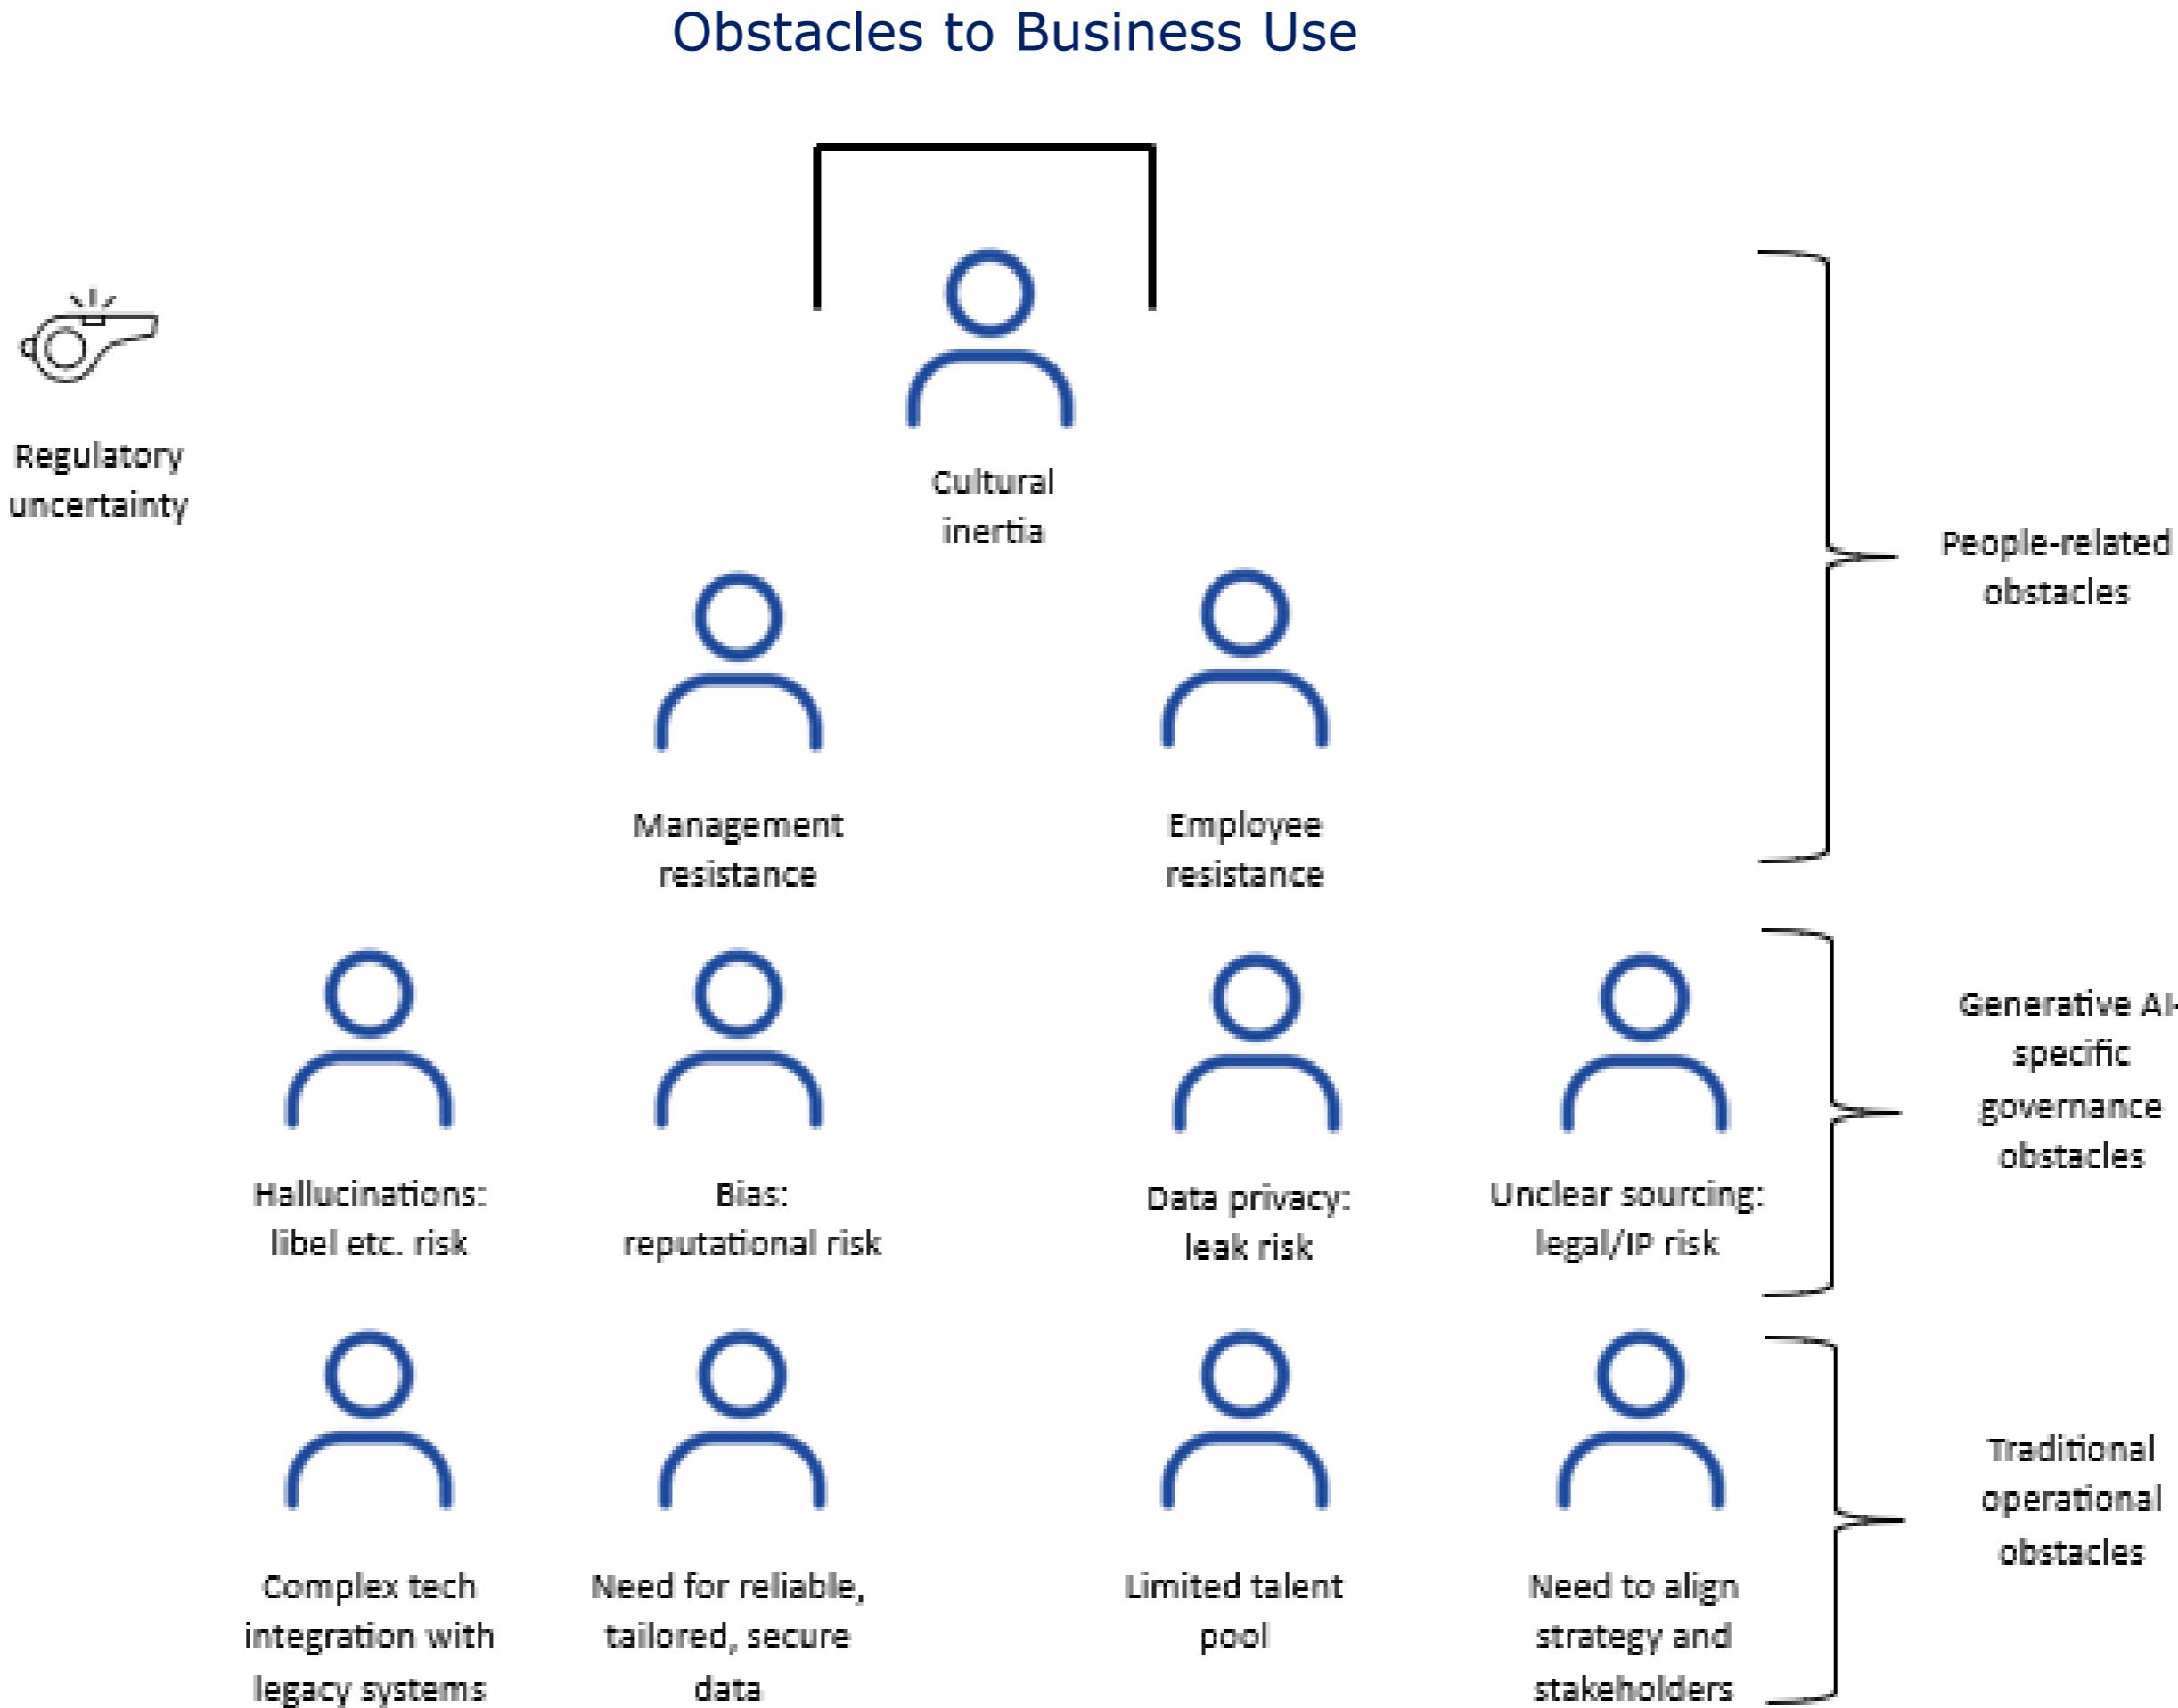 Obstacles to Business Use
Regulatory
uncertainty
Cultural
inertia
People-related
obstacles
Management
resistance
Employee
resistance
Generative AI-
specific
governance
obstacles
Hallucinations:
libel etc. risk
Bias:
reputational risk
Data privacy:
leak risk
Unclear sourcing:
legal/IP risk
Traditional
operational
obstacles
Complex tech
integration with
legacy systems
Need for reliable,
tailored, secure
data
Limited talent
pool
Need to align
strategy and
stakeholders